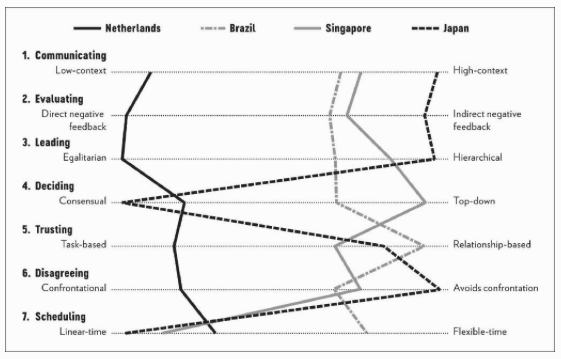 Netherlands Brazil Singapore Japan
1. Communicating
Low-context High-context
2. Evaluating
Direct negative Indirect negative
feedback feedback
3. Leading
Egalitarian Hierarchical
4. Deciding
Consensual Top-down
5. Trusting
Task-based Relationship-based
6. Disagreeing
Confrontational Avoids confrontation
7. Scheduling
Linear-time Flexible-time